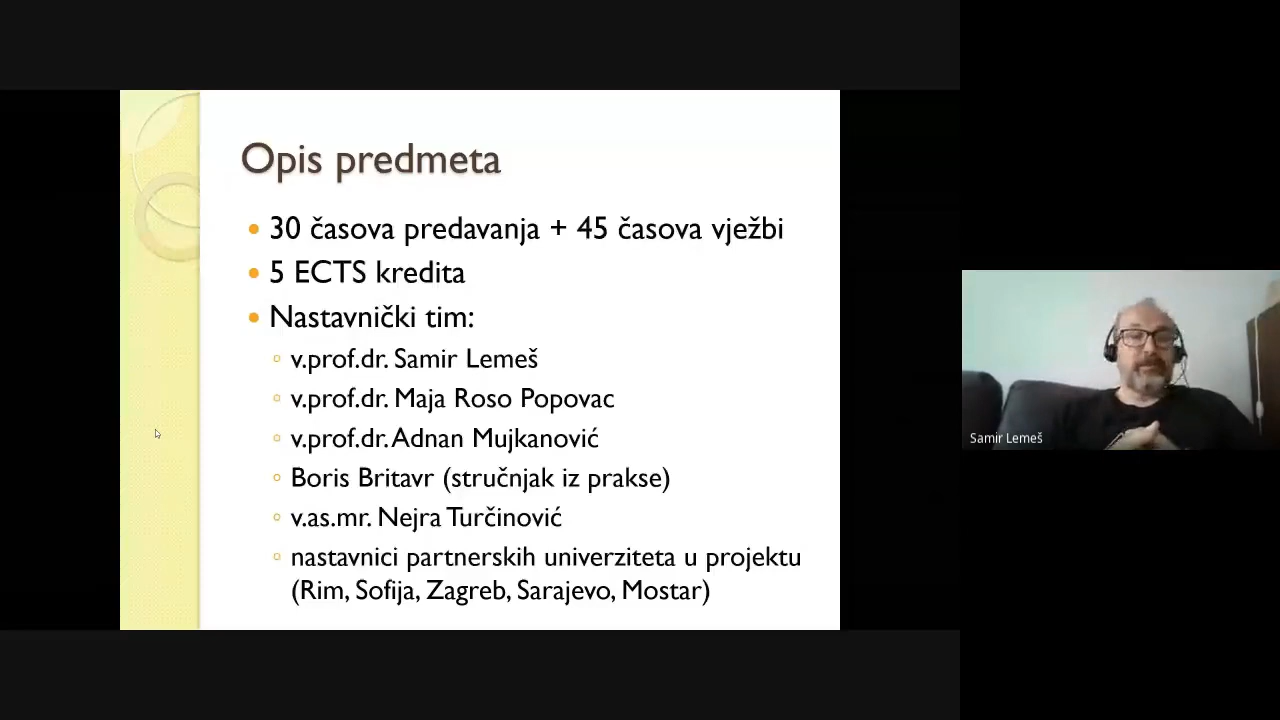 Opis predmeta
30 časova predavanja + 45 časova vježbi
5 ECTS kredita
Nastavnički tim:
v.prof.dr. Samir Lemeš
v.prof.dr. Maja Roso Popovac
v.prof.dr. Adnan Mujkanović
Boris Britavr (stručnjak iz prakse)
v.as.mr. Nejra Turčinović
nastavnici partnerskih univerziteta u projektu
(Rim, Sofija, Zagreb, Sarajevo, Mostar)
Samir Lemeš